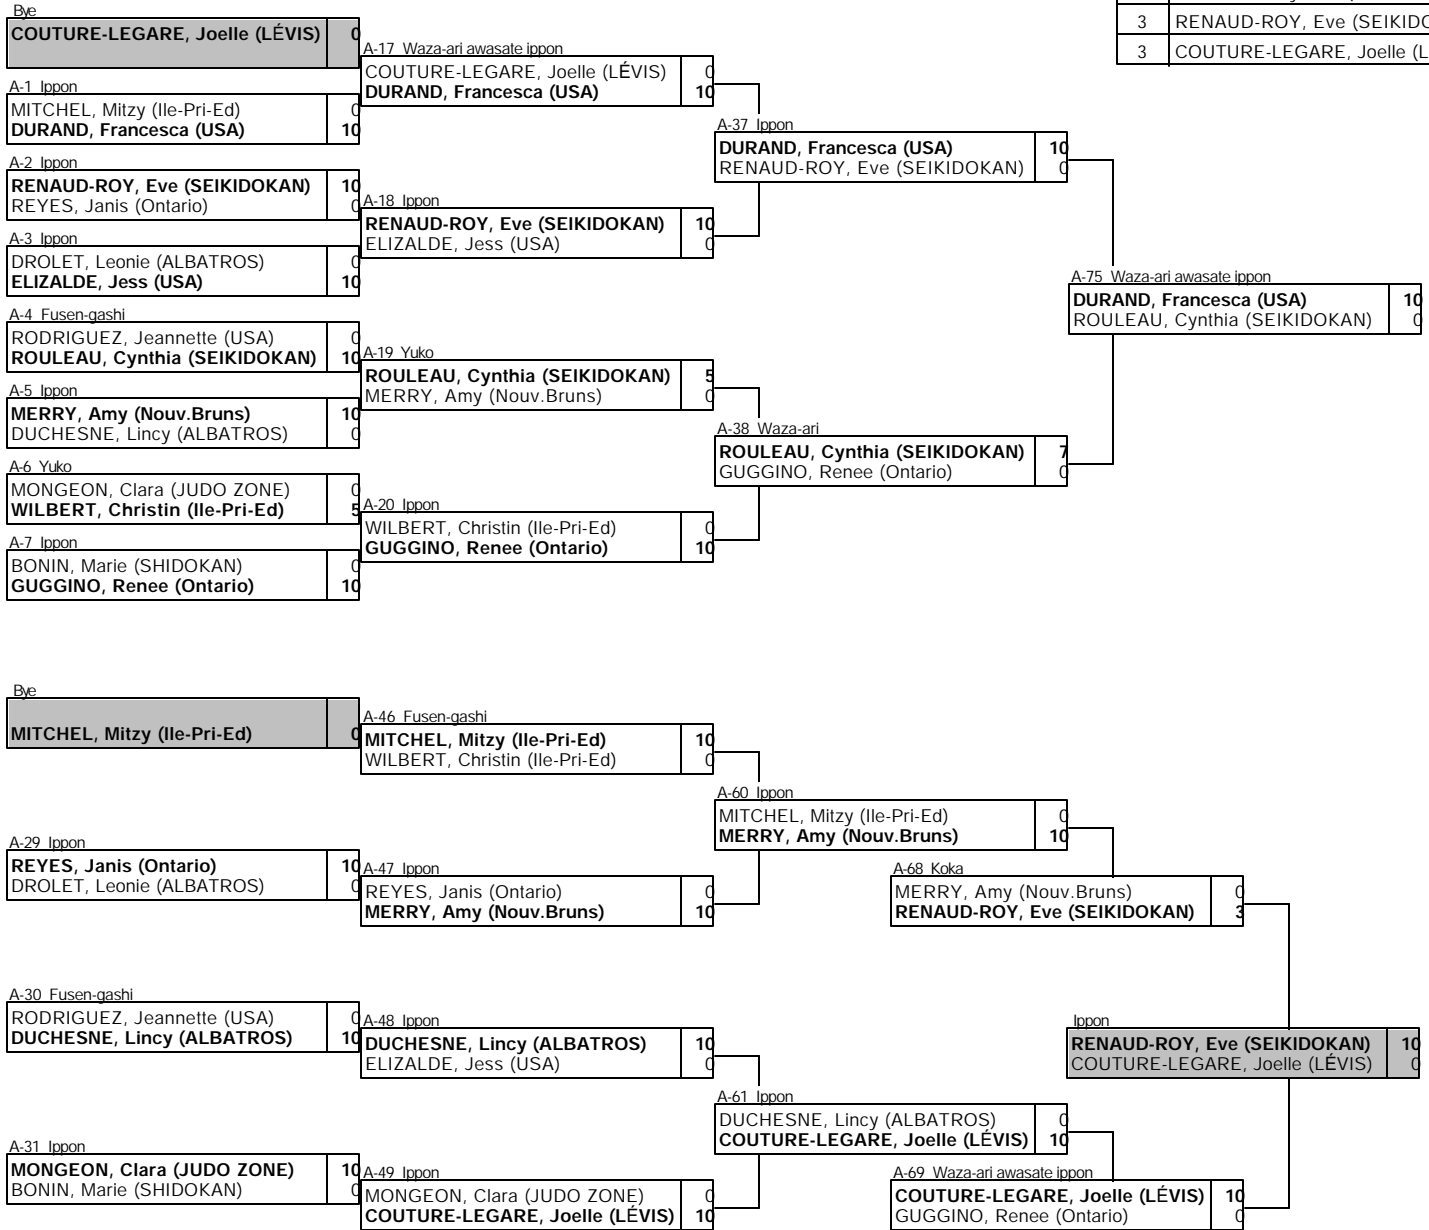 Bye
COUTURE-LEGARE, Joelle (LÉVIS) 0
A-1 Ippon
MITCHEL, Mitzy (Ile-Pri-Ed) 0
DURAND, Francesca (USA) 10
A-2 Ippon
RENAUD-ROY, Eve (SEIKIDOKAN) 10
REYES, Janis (Ontario) 0
A-3 Ippon
DROLET, Leonie (ALBATROS) 0
ELIZALDE, Jess (USA) 10
A-4 Fusen-gashi
RODRIGUEZ, Jeannette (USA) 0
ROULEAU, Cynthia (SEIKIDOKAN) 10
A-5 Ippon
MERRY, Amy (Nouv.Bruns) 10
DUCHESNE, Lincy (ALBATROS) 0
A-6 Yuko
MONGEON, Clara (JUDO ZONE) 0
WILBERT, Christin (Ile-Pri-Ed) 5
A-7 Ippon
BONIN, Marie (SHIDOKAN) 0
GUGGINO, Renee (Ontario) 10
A-17 Waza-ari awasate ippon
COUTURE-LEGARE, Joelle (LÉVIS) 0
DURAND, Francesca (USA) 10
A-18 Ippon
RENAUD-ROY, Eve (SEIKIDOKAN) 10
ELIZALDE, Jess (USA) 0
A-19 Yuko
ROULEAU, Cynthia (SEIKIDOKAN) 5
MERRY, Amy (Nouv.Bruns) 0
A-20 Ippon
WILBERT, Christin (Ile-Pri-Ed) 0
GUGGINO, Renee (Ontario) 10
A-37 Ippon
DURAND, Francesca (USA) 10
RENAUD-ROY, Eve (SEIKIDOKAN) 0
A-38 Waza-ari
ROULEAU, Cynthia (SEIKIDOKAN) 7
GUGGINO, Renee (Ontario) 0
3 RENAUD-ROY, Eve (SEIKIDO
3 COUTURE-LEGARE, Joelle (L
A-75 Waza-ari awasate ippon
DURAND, Francesca (USA) 10
ROULEAU, Cynthia (SEIKIDOKAN) 0
Bye
MITCHEL, Mitzy (Ile-Pri-Ed) 0
A-29 Ippon
REYES, Janis (Ontario) 10
DROLET, Leonie (ALBATROS) 0
A-30 Fusen-gashi
RODRIGUEZ, Jeannette (USA) 0
DUCHESNE, Lincy (ALBATROS) 10
A-31 Ippon
MONGEON, Clara (JUDO ZONE) 10
BONIN, Marie (SHIDOKAN) 0
A-46 Fusen-gashi
MITCHEL, Mitzy (Ile-Pri-Ed) 10
WILBERT, Christin (Ile-Pri-Ed) 0
A-47 Ippon
REYES, Janis (Ontario) 0
MERRY, Amy (Nouv.Bruns) 10
A-48 Ippon
DUCHESNE, Lincy (ALBATROS) 10
ELIZALDE, Jess (USA) 0
A-49 Ippon
MONGEON, Clara (JUDO ZONE) 0
COUTURE-LEGARE, Joelle (LÉVIS) 10
A-60 Ippon
MITCHEL, Mitzy (Ile-Pri-Ed) 0
MERRY, Amy (Nouv.Bruns) 10
A-61 Ippon
DUCHESNE, Lincy (ALBATROS) 0
COUTURE-LEGARE, Joelle (LÉVIS) 10
A-68 Koka
MERRY, Amy (Nouv.Bruns) 0
RENAUD-ROY, Eve (SEIKIDOKAN) 3
A-69 Waza-ari awasate ippon
COUTURE-LEGARE, Joelle (LÉVIS) 10
GUGGINO, Renee (Ontario) 0
Ippon
RENAUD-ROY, Eve (SEIKIDOKAN) 10
COUTURE-LEGARE, Joelle (LÉVIS) 0